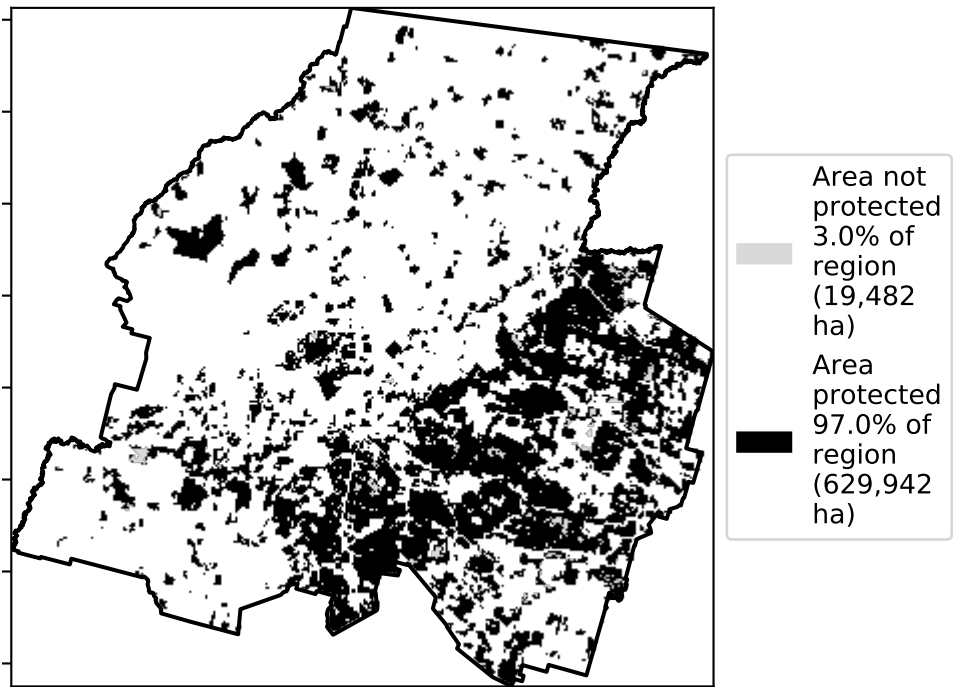 Area not
protected
3.0% of
region
(19,482
ha)
Area
protected
97.0% of
region
(629,942
ha)